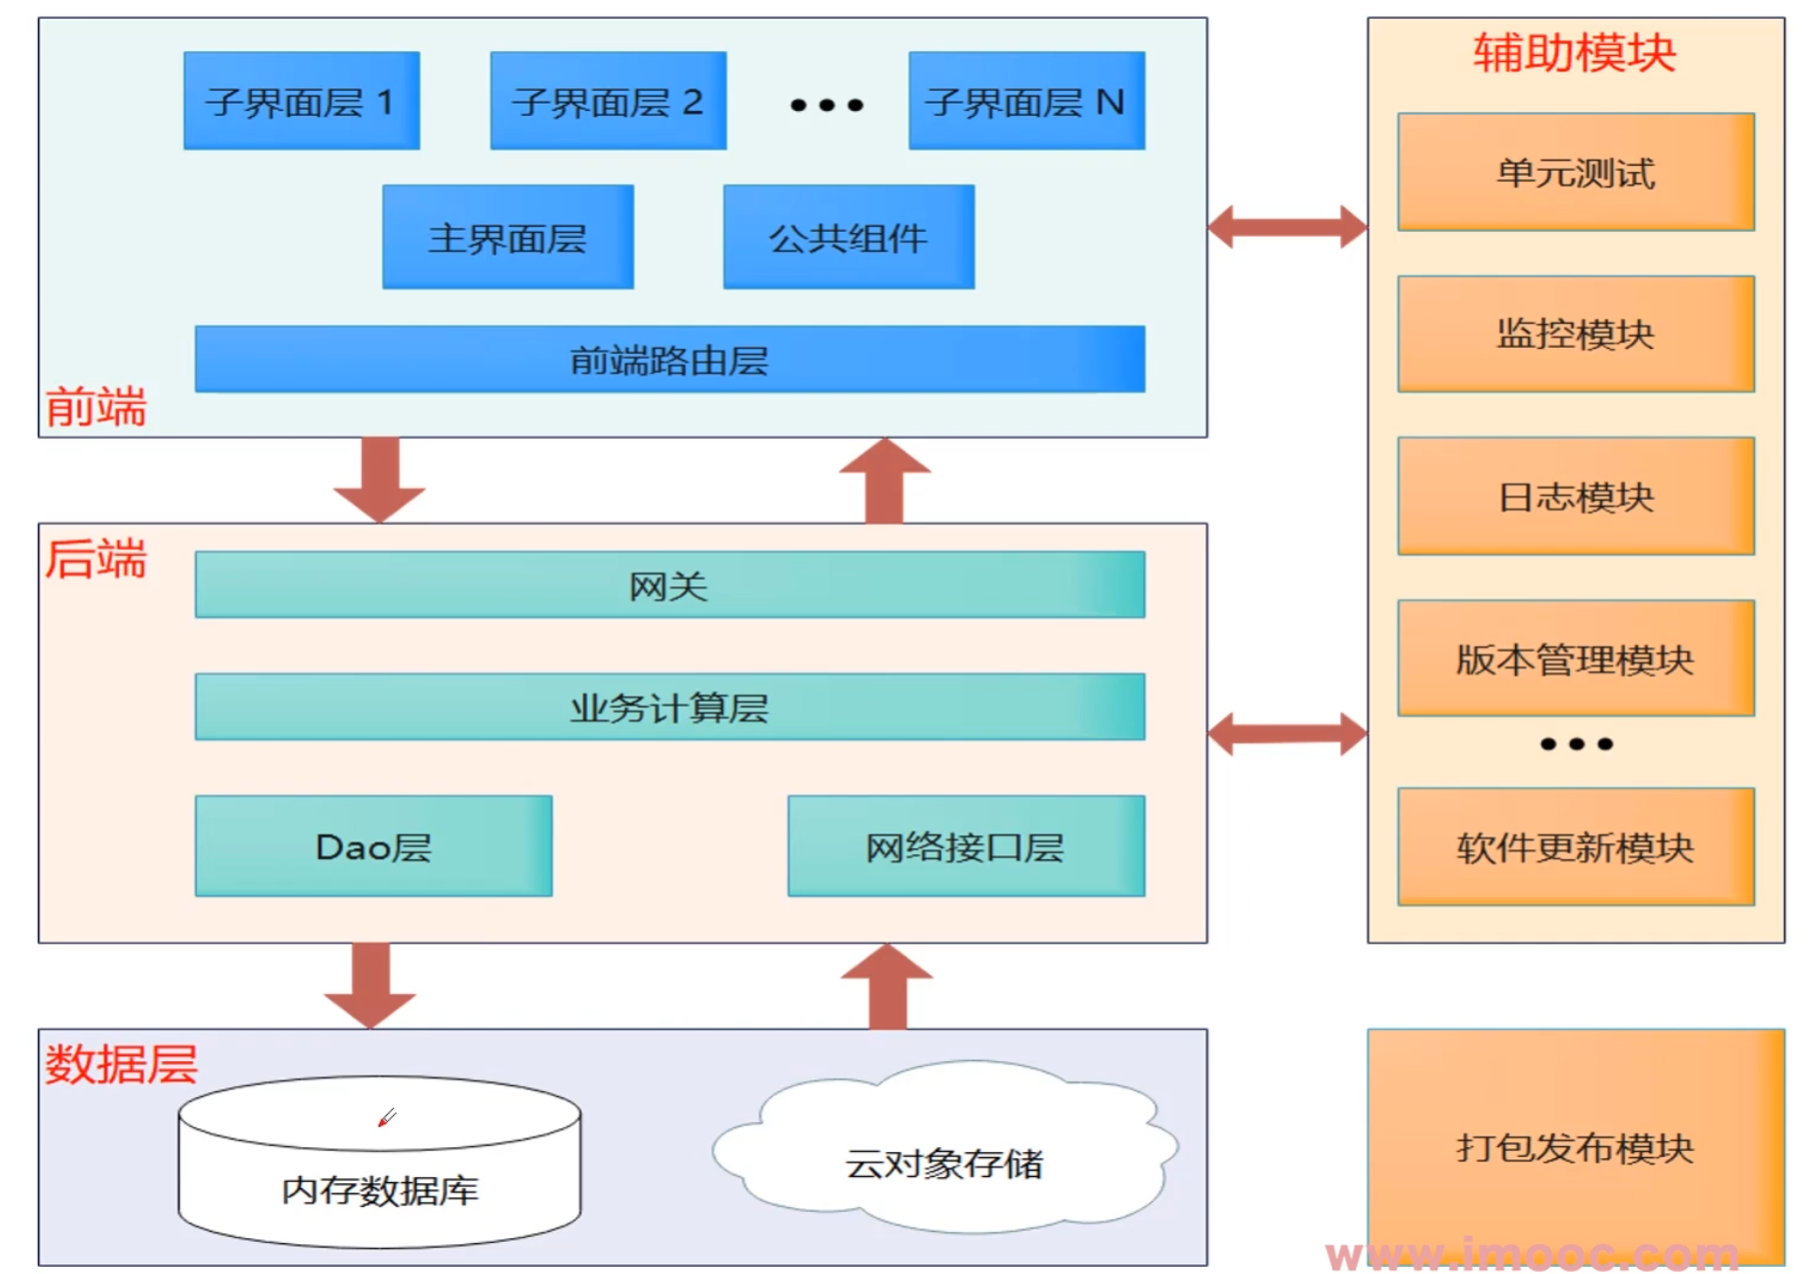 子界面层 1
子界面层 2
•••
子界面层 N
主界面层
公共组件
前端路由层
前端
后端
网关
业务计算层
Dao层
网络接口层
数据层
内存数据库
云对象存储
辅助模块
单元测试
监控模块
日志模块
版本管理模块
•••
软件更新模块
打包发布模块
www.imooc.com